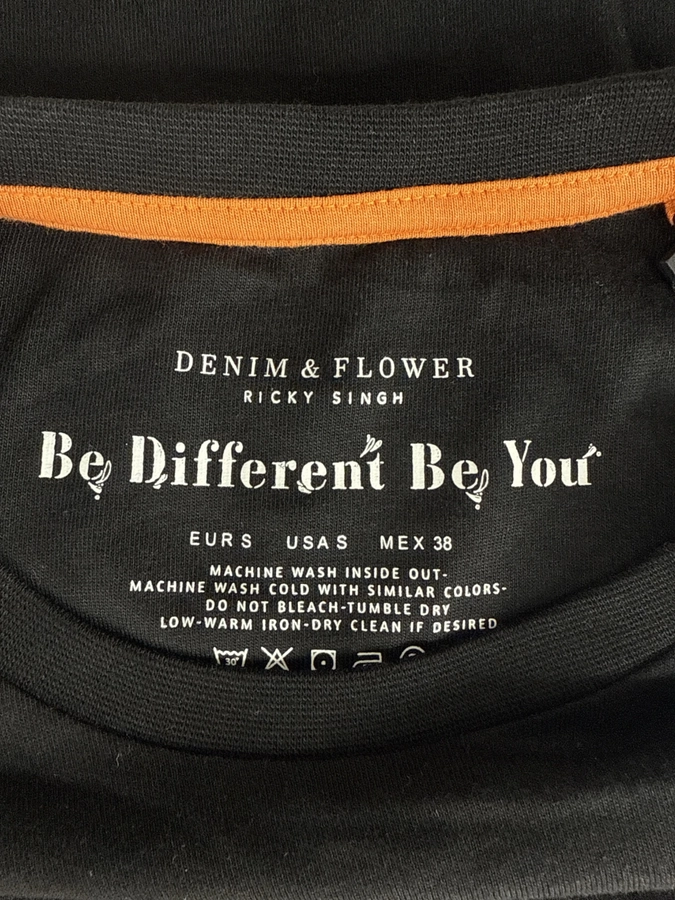 DENIM & FLOWER
RICKY SINGH
Be Different Be You
EUR S USA S MEX 38
MACHINE WASH INSIDE OUT-
MACHINE WASH COLD WITH SIMILAR COLORS-
DO NOT BLEACH-TUMBLE DRY
LOW-WARM IRON-DRY CLEAN IF DESIRED
30°